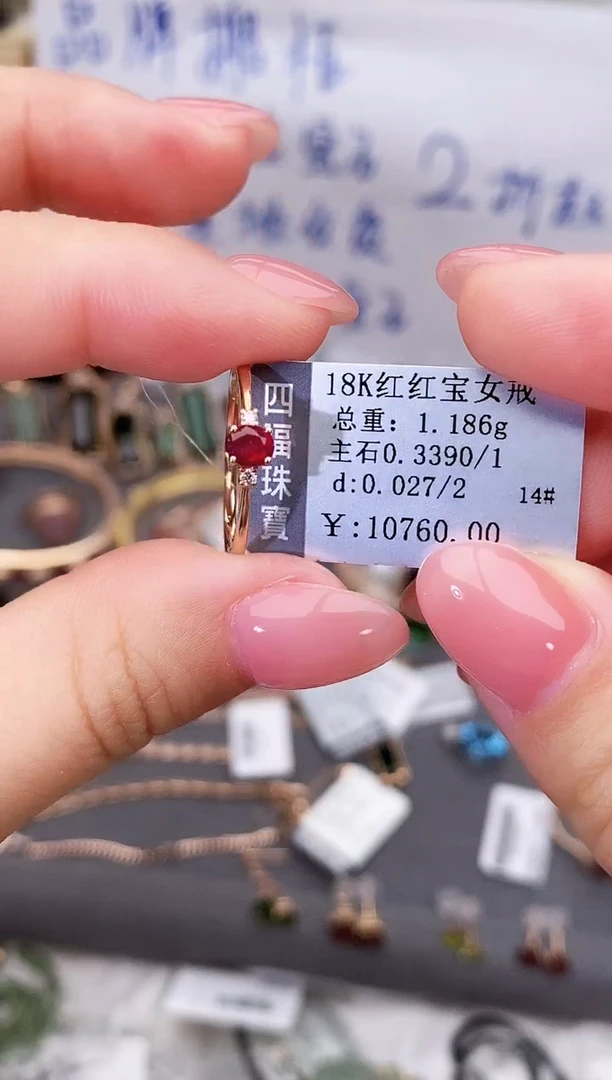 品牌撤柜
2折起
四福珠寶
18K红红宝女戒
总重：1.186g
主石0.3390/1
d:0.027/2
14#
￥:10760.00